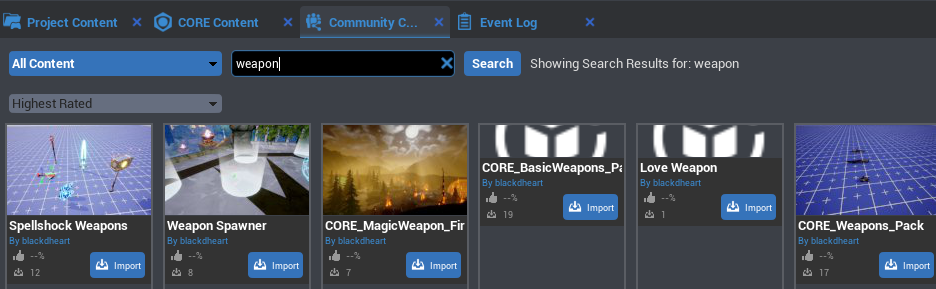 Project Content
CORE Content
Community C...
Event Log
All Content
weapon
Search
Showing Search Results for: weapon
Highest Rated
Spellshock Weapons
By blackdheart
--%
12
Import
Weapon Spawner
By blackdheart
--%
8
Import
CORE_MagicWeapon_Fir
By blackdheart
--%
7
Import
CORE_BasicWeapons_Pa
By blackdheart
--%
19
Import
Love Weapon
By blackdheart
--%
1
Import
CORE_Weapons_Pack
By blackdheart
--%
17
Import